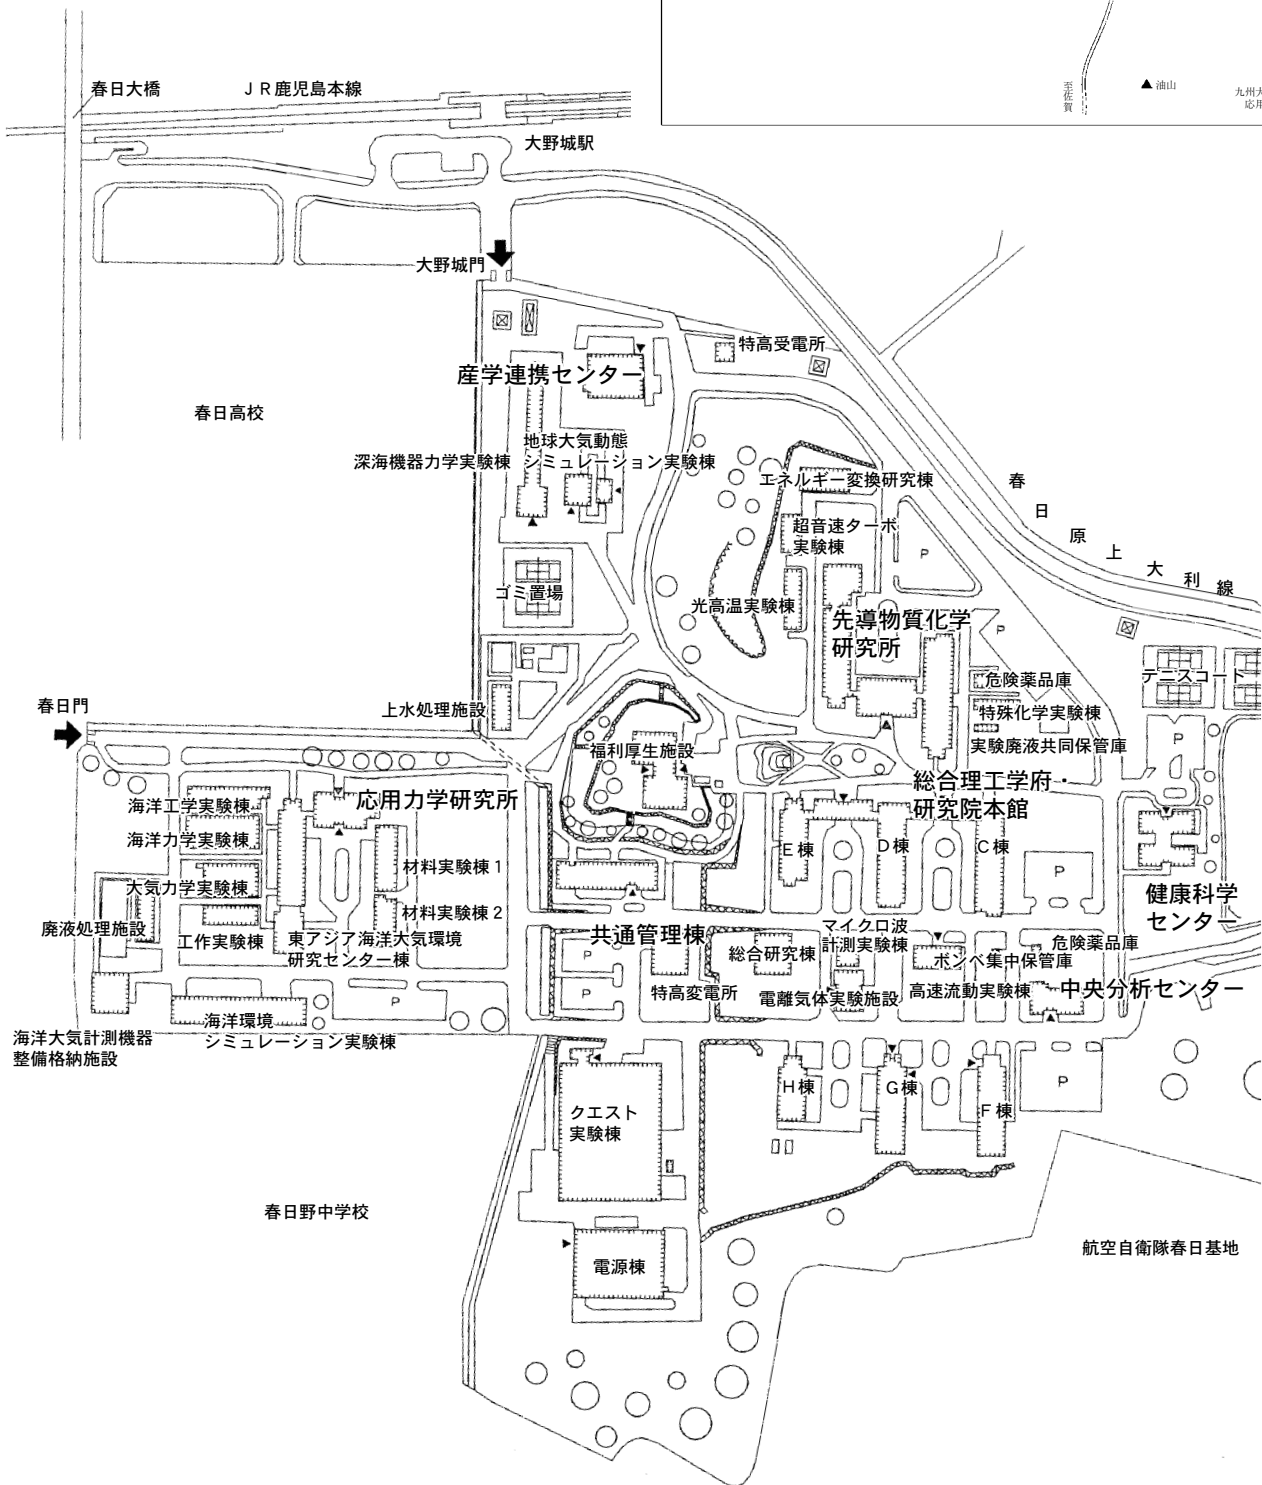 至佐賀
▲油山
九州大
応用
春日大橋
ＪＲ鹿児島本線
大野城駅
大野城門
特高受電所
産学連携センター
春日高校
地球大気動態
シミュレーション実験棟
深海機器力学実験棟
エネルギー変換研究棟
春日原上大利線
超音速ターボ
実験棟
P
ゴミ置場
光高温実験棟
先導物質化学
研究所
P
テニスコート
危険薬品庫
春日門
上水処理施設
特殊化学実験棟
P
福利厚生施設
実験廃液共同保管庫
総合理工学府・
研究院本館
海洋工学実験棟
応用力学研究所
海洋力学実験棟
E棟
D棟
C棟
材料実験棟１
P
大気力学実験棟
健康科学
センター
材料実験棟２
廃液処理施設
工作実験棟
東アジア海洋大気環境
研究センター棟
共通管理棟
マイクロ波
計測実験棟
危険薬品庫
総合研究棟
ボンベ集中保管庫
P
P
特高変電所
電離気体実験施設
高速流動実験棟
中央分析センター
P
海洋環境
シミュレーション実験棟
海洋大気計測機器
整備格納施設
H棟
G棟
F棟
P
クエスト
実験棟
春日野中学校
航空自衛隊春日基地
電源棟